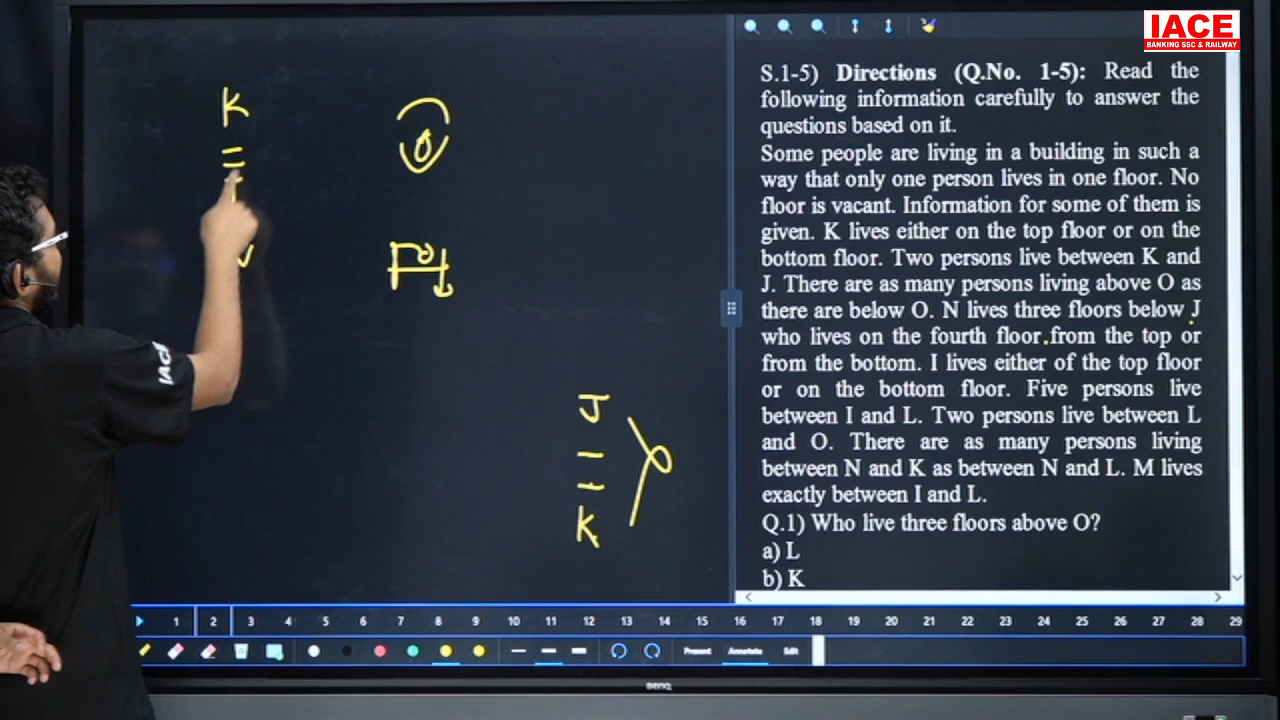 IACE
BANKING SSC & RAILWAY
K
O
J
K
S.1-5) Directions (Q.No. 1-5): Read the
following information carefully to answer the
questions based on it.
Some people are living in a building in such a
way that only one person lives in one floor. No
floor is vacant. Information for some of them is
given. K lives either on the top floor or on the
bottom floor. Two persons live between K and
J. There are as many persons living above O as
there are below O. N lives three floors below J
who lives on the fourth floor from the top or
from the bottom. I lives either of the top floor
or on the bottom floor. Five persons live
between I and L. Two persons live between L
and O. There are as many persons living
between N and K as between N and L. M lives
exactly between I and L.
Q.1) Who live three floors above O?
a) L
b) K
IACE
1 2 3 4 5 6 7 8 9 10 11 12 13 14 15 16 17 18 19 20 21 22 23 24 25 26 27 28 29
Present Annotate Edit
BENQ